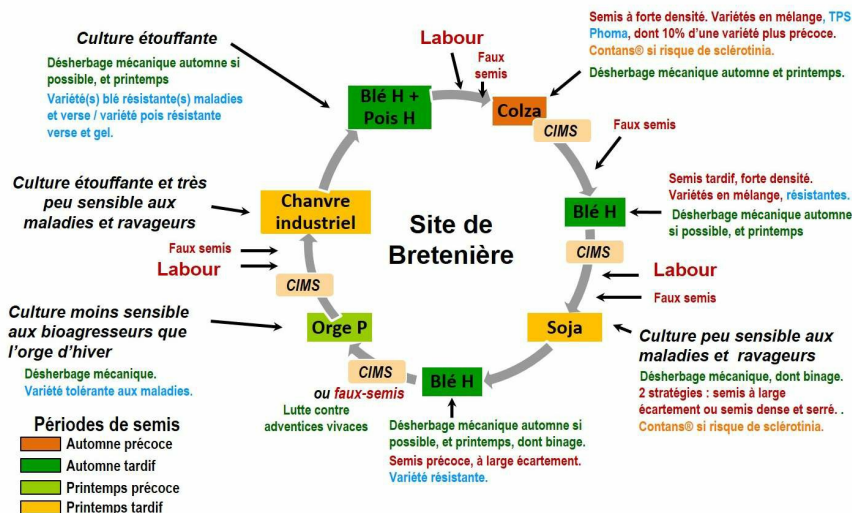 Culture étouffante
Désherbage mécanique automne si
possible, et printemps
Variété(s) blé résistante(s) maladies
et verse / variété pois résistante
verse et gel.
Labour
Faux
semis
Semis à forte densité. Variétés en mélange, TPS
Phoma, dont 10% d'une variété plus précoce.
Contans® si risque de sclérotinia.
Désherbage mécanique automne et printemps.
Blé H +
Pois H
Colza
CIMS
Faux semis
Semis tardif, forte densité.
Variétés en mélange, résistantes.
Blé H
Désherbage mécanique automne
si possible, et printemps
CIMS
Labour
Faux semis
Culture étouffante et très
peu sensible aux
maladies et ravageurs
Chanvre
industriel
Site de
Bretenière
Faux semis
Labour
CIMS
Culture moins sensible
aux bioagresseurs que
l'orge d'hiver
Désherbage mécanique.
Variété tolérante aux maladies.
Orge P
Soja
Culture peu sensible aux
maladies et ravageurs
Désherbage mécanique, dont binage.
2 stratégies : semis à large
écartement ou semis dense et serré. .
Contans® si risque de sclérotinia.
CIMS
ou faux-semis
Lutte contre
adventices vivaces
Blé H
Désherbage mécanique automne si
possible, et printemps, dont binage.
Semis précoce, à large écartement.
Variété résistante.
Périodes de semis
Automne précoce
Automne tardif
Printemps précoce
Printemps tardif